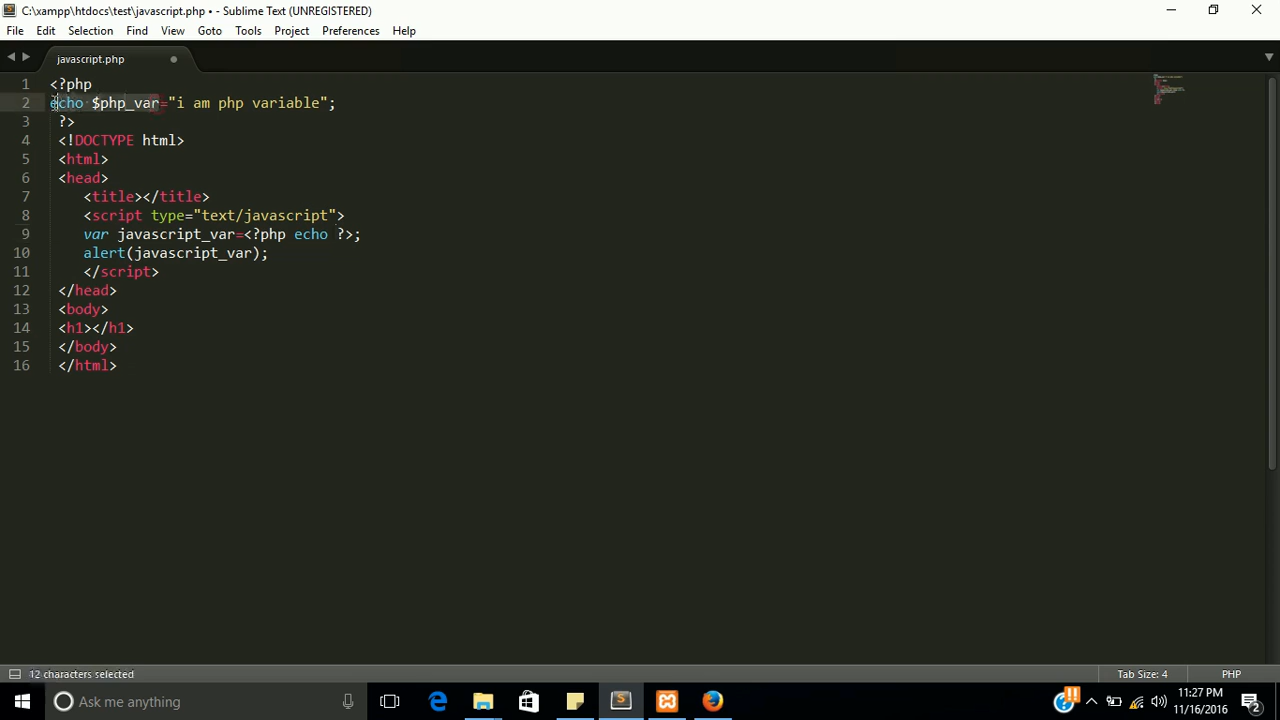 C:\xampp\htdocs\test\javascript.php • - Sublime Text (UNREGISTERED)
File Edit Selection Find View Goto Tools Project Preferences Help
javascript.php
1 <?php
2 echo $php_var="i am php variable";
3 ?>
4 <!DOCTYPE html>
5 <html>
6 <head>
7 <title></title>
8 <script type="text/javascript">
9 var javascript_var=<?php echo ?>;
10 alert(javascript_var);
11 </script>
12 </head>
13 <body>
14 <h1></h1>
15 </body>
16 </html>
12 characters selected Tab Size: 4 PHP
Ask me anything
11:27 PM
11/16/2016
2